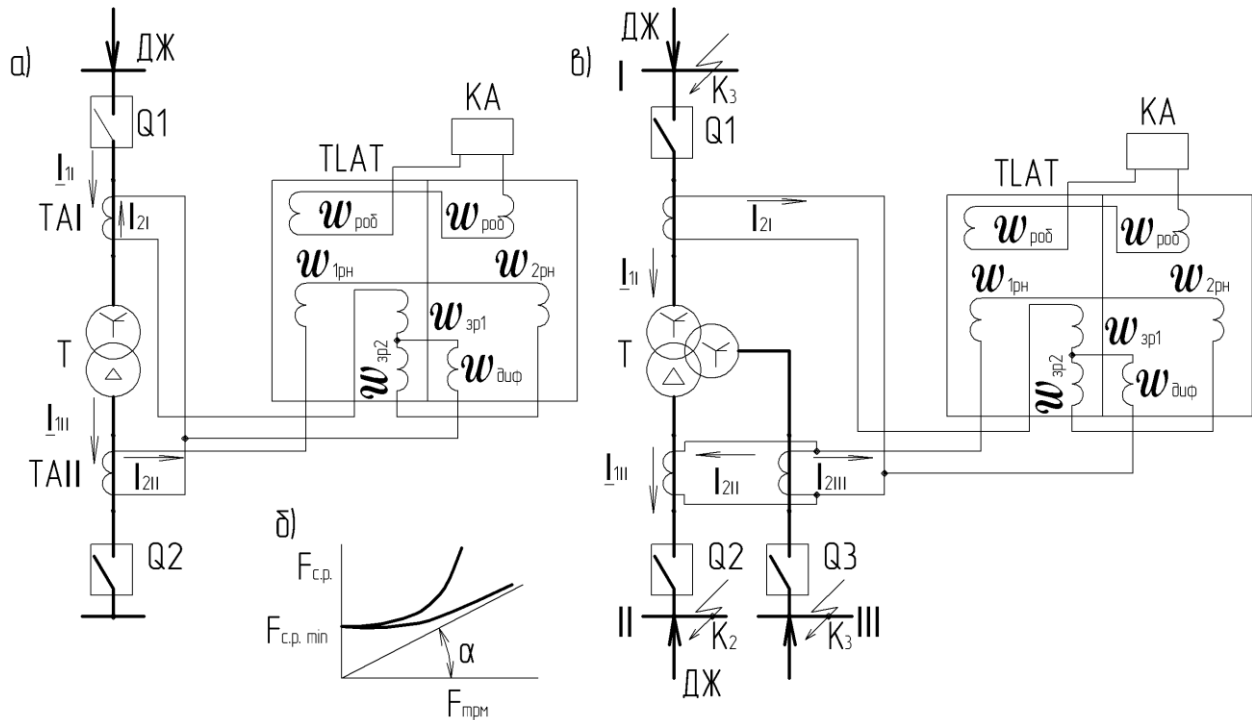 а)
ДЖ
Q1
I1I
TAI
I2I
T
I1II
TAII
I2II
Q2
TLAT
KA
Wроб
Wроб
W1рн
W2рн
Wзр1
Wзр2
Wдиф
б)
Fс.р.
Fс.р. min
α
Fтрм
в)
ДЖ
I
K3
Q1
I2I
I1I
T
I1II
I2II
I2III
Q2
Q3
II
K2
K3
III
ДЖ
TLAT
KA
Wроб
Wроб
W1рн
W2рн
Wзр1
Wзр2
Wдиф